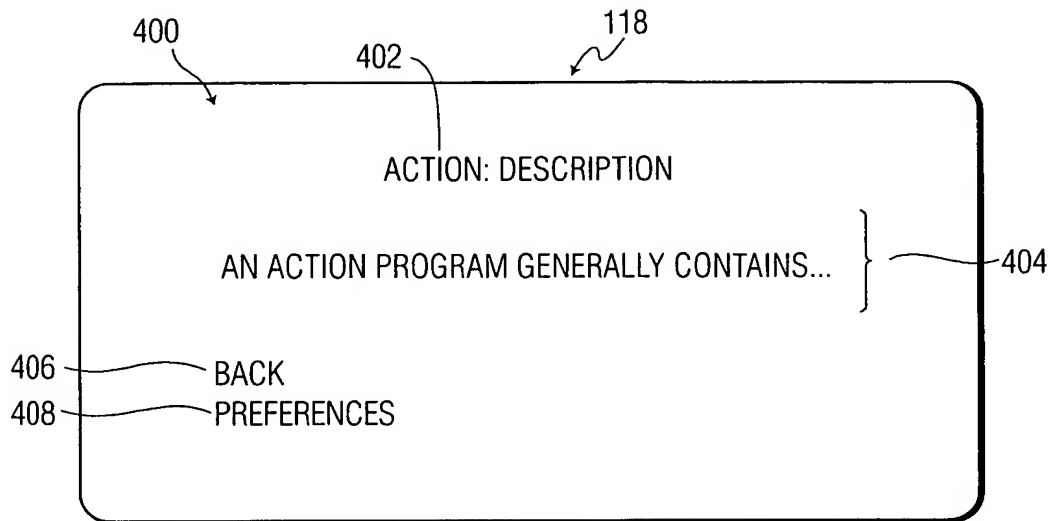 118
400
402
ACTION: DESCRIPTION
AN ACTION PROGRAM GENERALLY CONTAINS...
404
406
BACK
408
PREFERENCES